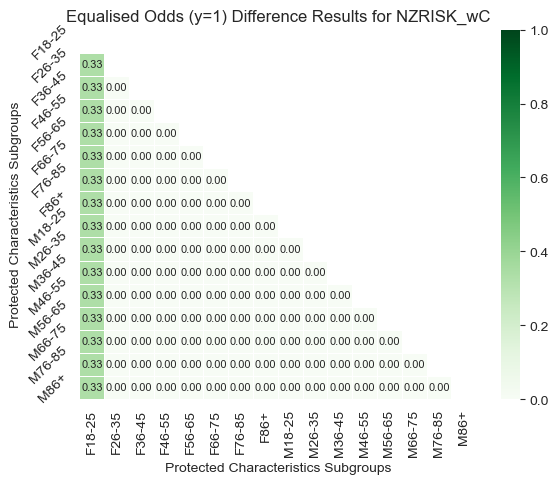 Equalised Odds (y=1) Difference Results for NZRISK_wC
Protected Characteristics Subgroups
F18-25
F26-35 0.33
F36-45 0.33 0.00
F46-55 0.33 0.00 0.00
F56-65 0.33 0.00 0.00 0.00
F66-75 0.33 0.00 0.00 0.00 0.00
F76-85 0.33 0.00 0.00 0.00 0.00 0.00
F86+ 0.33 0.00 0.00 0.00 0.00 0.00 0.00
M18-25 0.33 0.00 0.00 0.00 0.00 0.00 0.00 0.00
M26-35 0.33 0.00 0.00 0.00 0.00 0.00 0.00 0.00 0.00
M36-45 0.33 0.00 0.00 0.00 0.00 0.00 0.00 0.00 0.00 0.00
M46-55 0.33 0.00 0.00 0.00 0.00 0.00 0.00 0.00 0.00 0.00 0.00
M56-65 0.33 0.00 0.00 0.00 0.00 0.00 0.00 0.00 0.00 0.00 0.00 0.00
M66-75 0.33 0.00 0.00 0.00 0.00 0.00 0.00 0.00 0.00 0.00 0.00 0.00 0.00
M76-85 0.33 0.00 0.00 0.00 0.00 0.00 0.00 0.00 0.00 0.00 0.00 0.00 0.00 0.00
M86+ 0.33 0.00 0.00 0.00 0.00 0.00 0.00 0.00 0.00 0.00 0.00 0.00 0.00 0.00 0.00
F18-25 F26-35 F36-45 F46-55 F56-65 F66-75 F76-85 F86+ M18-25 M26-35 M36-45 M46-55 M56-65 M66-75 M76-85 M86+
Protected Characteristics Subgroups
1.0
0.8
0.6
0.4
0.2
0.0